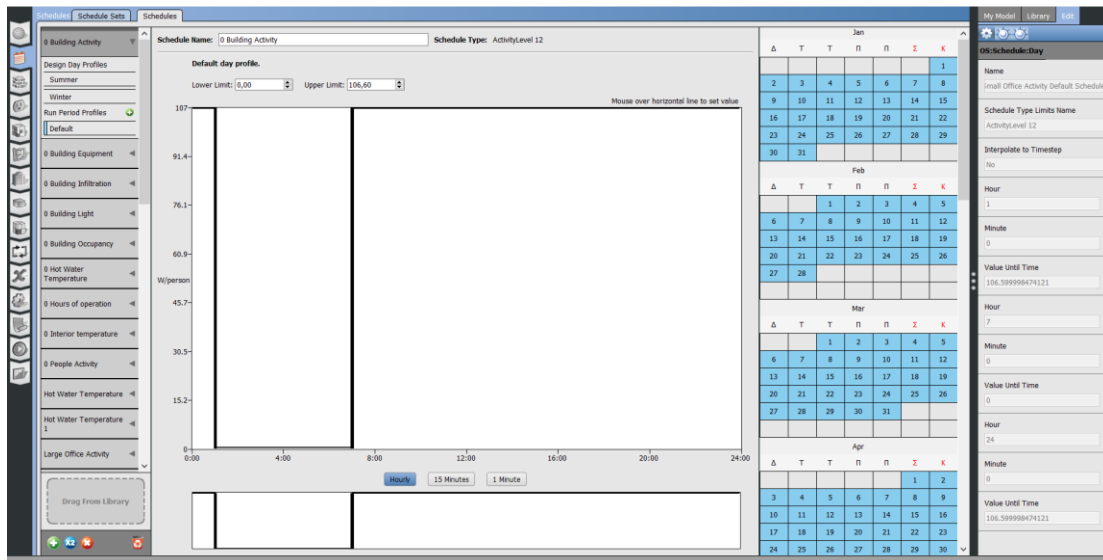 Schedules Schedule Sets Schedules
0 Building Activity
Design Day Profiles
Summer
Winter
Run Period Profiles
Default
0 Building Equipment
0 Building Infiltration
0 Building Light
0 Building Occupancy
0 Hot Water
Temperature
0 Hours of operation
0 Interior temperature
0 People Activity
Hot Water Temperature
Hot Water Temperature
1
Large Office Activity
Drag From Library
X2
Schedule Name: 0 Building Activity Schedule Type: ActivityLevel 12
Default day profile.
Lower Limit: 0,00 Upper Limit: 106,60
Mouse over horizontal line to set value
107
91.4
76.1
60.9
W/person
45.7
30.5
15.2
0
0:00 4:00 8:00 12:00 16:00 20:00 24:00
Hourly 15 Minutes 1 Minute
Jan
Δ Τ Τ Π Π Σ Κ
1
2 3 4 5 6 7 8
9 10 11 12 13 14 15
16 17 18 19 20 21 22
23 24 25 26 27 28 29
30 31
Feb
Δ Τ Τ Π Π Σ Κ
1 2 3 4 5
6 7 8 9 10 11 12
13 14 15 16 17 18 19
20 21 22 23 24 25 26
27 28
Mar
Δ Τ Τ Π Π Σ Κ
1 2 3 4 5
6 7 8 9 10 11 12
13 14 15 16 17 18 19
20 21 22 23 24 25 26
27 28 29 30 31
Apr
Δ Τ Τ Π Π Σ Κ
1 2
3 4 5 6 7 8 9
10 11 12 13 14 15 16
17 18 19 20 21 22 23
24 25 26 27 28 29 30
My Model Library Edit
OS:Schedule:Day
Name
Small Office Activity Default Schedule
Schedule Type Limits Name
ActivityLevel 12
Interpolate to Timestep
No
Hour
1
Minute
0
Value Until Time
106.599998474121
Hour
7
Minute
0
Value Until Time
0
Hour
24
Minute
0
Value Until Time
106.599998474121